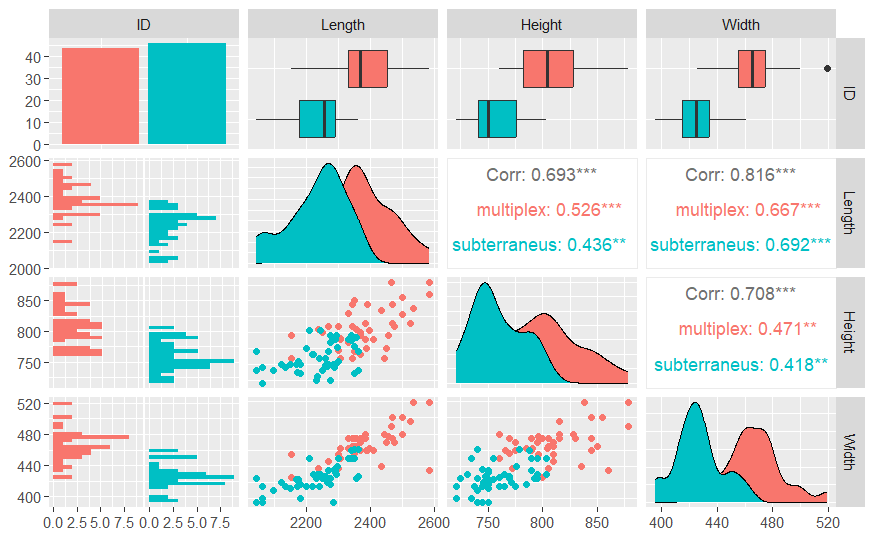 ID Length Height Width
40
30
20
10
0
ID
2600
2400
2200
2000
Corr: 0.693*** Corr: 0.816***
multiplex: 0.526*** multiplex: 0.667***
subterraneus: 0.436** subterraneus: 0.692***
Length
850
800
750
Corr: 0.708***
multiplex: 0.471**
subterraneus: 0.418**
Height
520
480
440
400
Width
0.0 2.5 5.0 7.5 0.0 2.5 5.0 7.5 2200 2400 2600 750 800 850 400 440 480 520